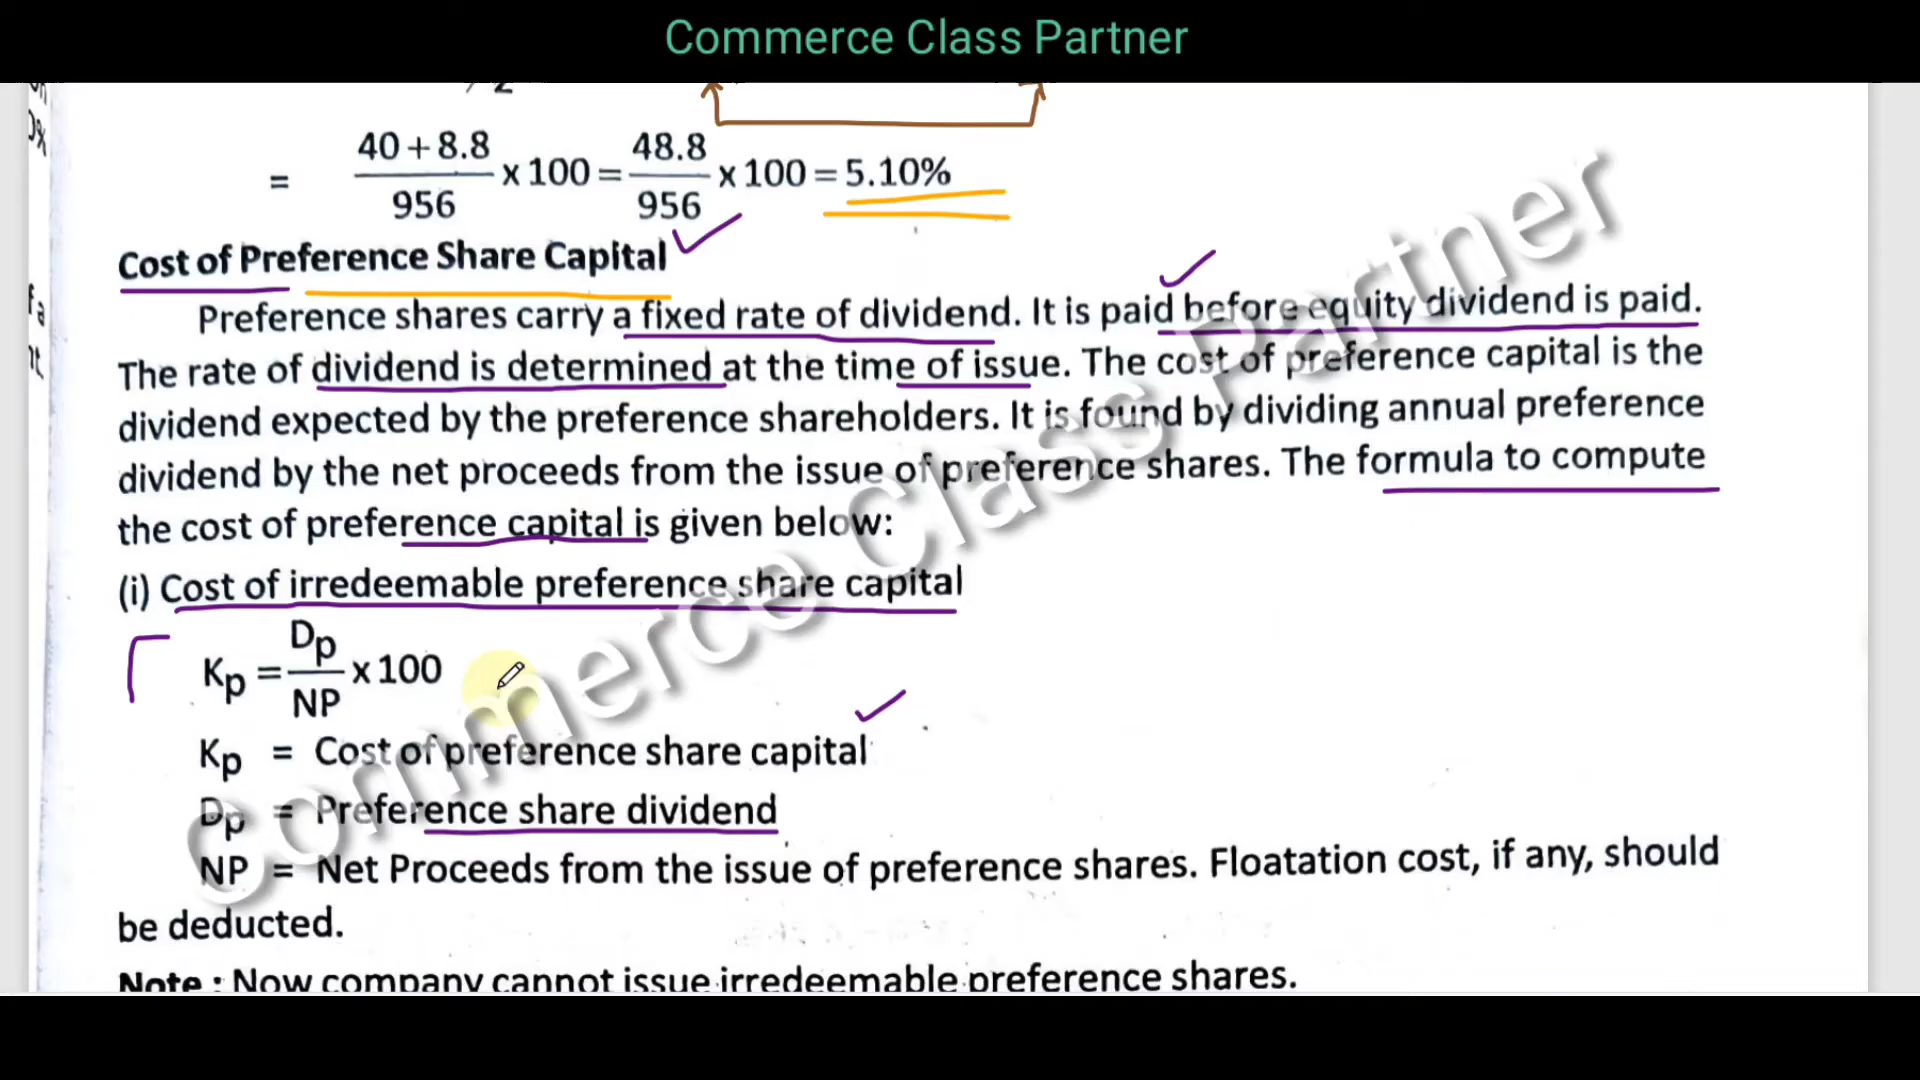 Commerce Class Partner
0%
= 40 + 8.8 / 956 x 100 = 48.8 / 956 x 100 = 5.10%
Cost of Preference Share Capital
Preference shares carry a fixed rate of dividend. It is paid before equity dividend is paid.
The rate of dividend is determined at the time of issue. The cost of preference capital is the
dividend expected by the preference shareholders. It is found by dividing annual preference
dividend by the net proceeds from the issue of preference shares. The formula to compute
the cost of preference capital is given below:
(i) Cost of irredeemable preference share capital
Kp = Dp / NP x 100
Kp = Cost of preference share capital
Dp = Preference share dividend
NP = Net Proceeds from the issue of preference shares. Floatation cost, if any, should
be deducted.
Note : Now company cannot issue irredeemable preference shares.
Commerce Class Partner